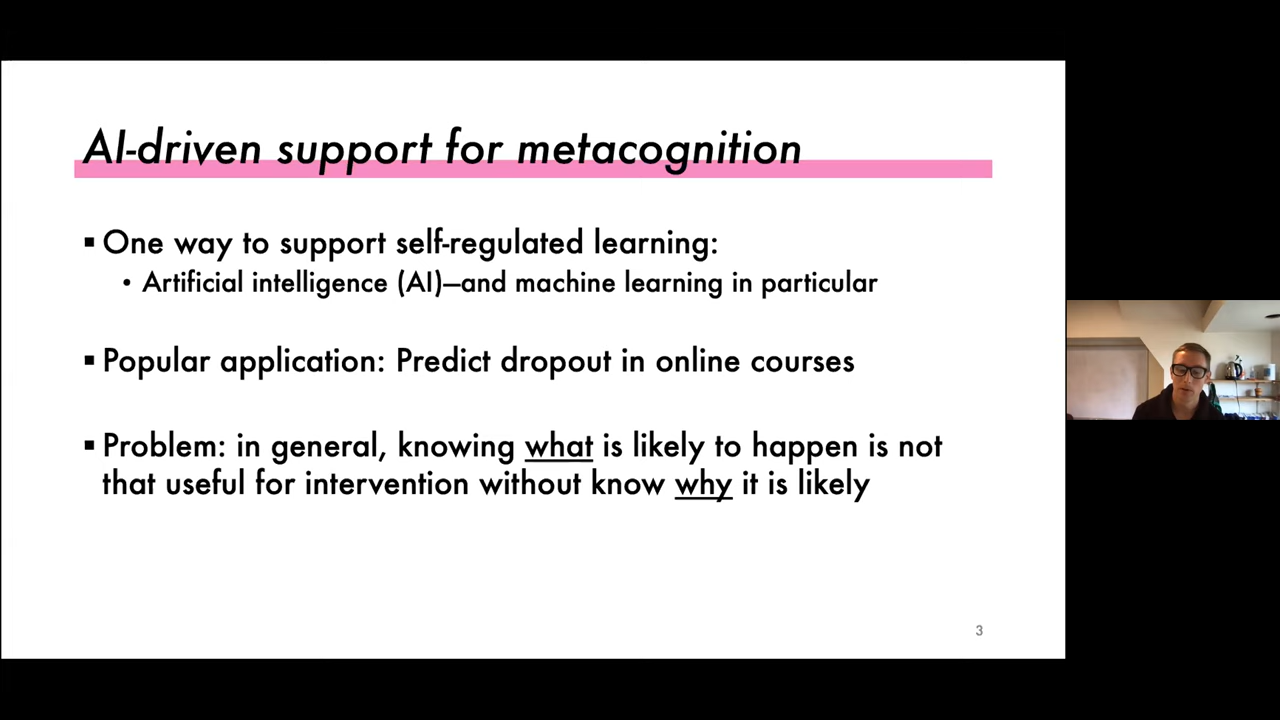 AI-driven support for metacognition
▪ One way to support self-regulated learning:
• Artificial intelligence (AI)—and machine learning in particular
▪ Popular application: Predict dropout in online courses
▪ Problem: in general, knowing what is likely to happen is not
that useful for intervention without know why it is likely
3